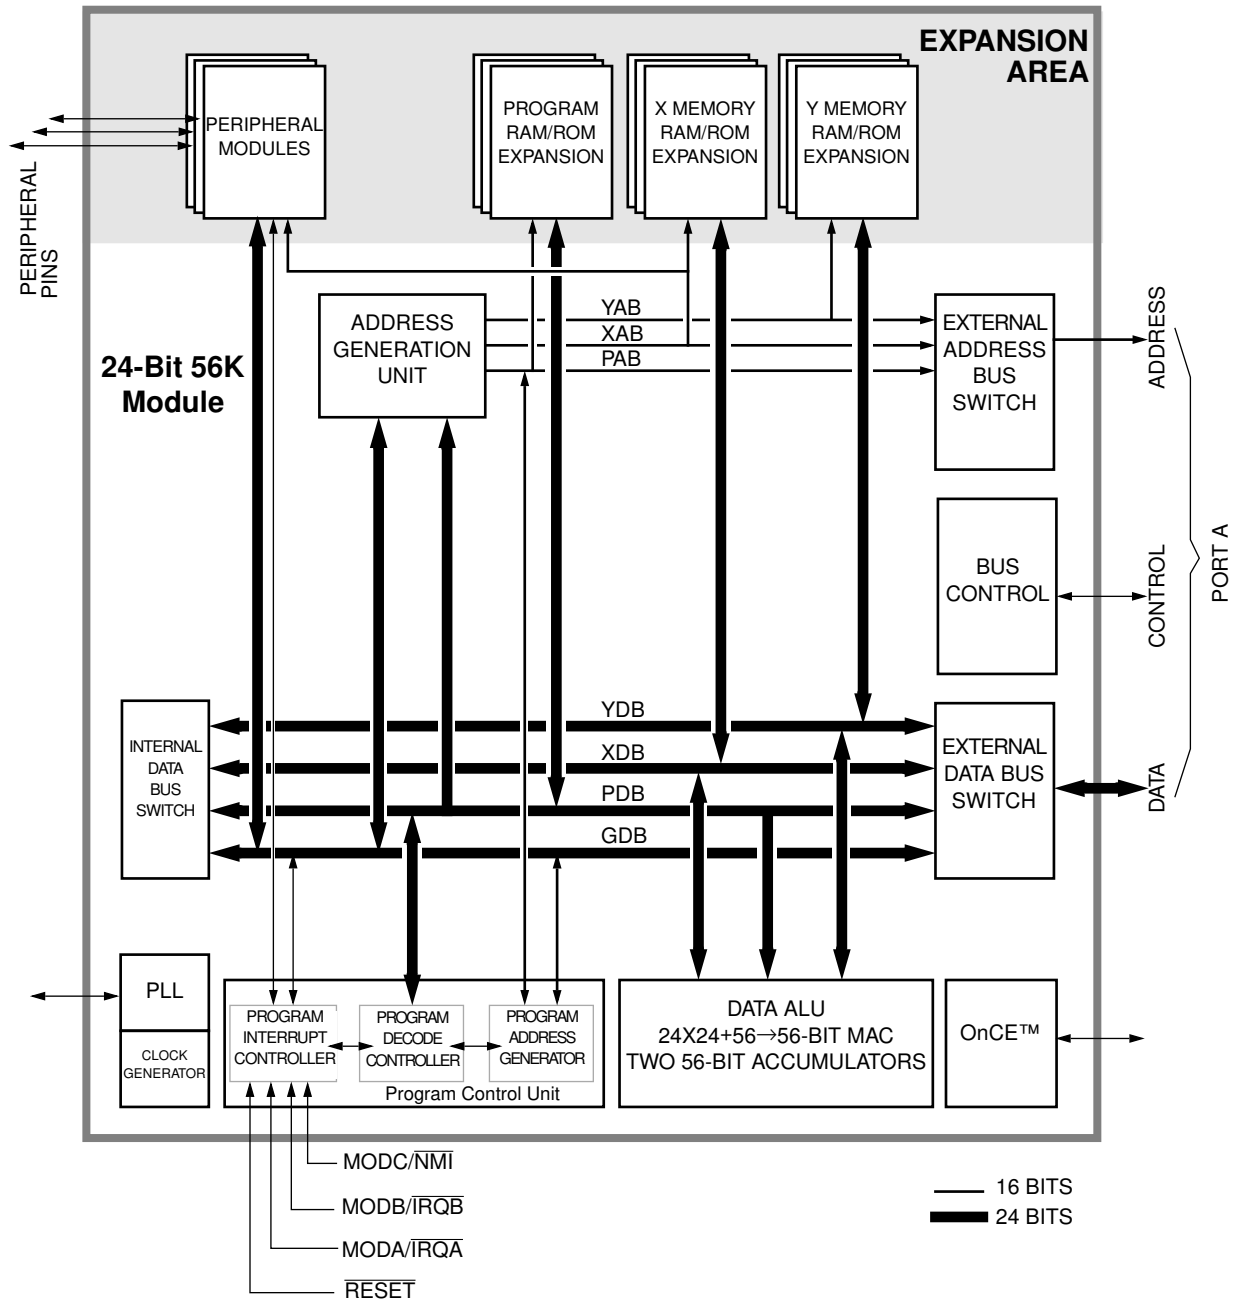 EXPANSION
AREA
PERIPHERAL
MODULES
PROGRAM
RAM/ROM
EXPANSION
X MEMORY
RAM/ROM
EXPANSION
Y MEMORY
RAM/ROM
EXPANSION
PERIPHERAL
PINS
24-Bit 56K
Module
ADDRESS
GENERATION
UNIT
YAB
XAB
PAB
EXTERNAL
ADDRESS
BUS
SWITCH
ADDRESS
BUS
CONTROL
CONTROL
PORT A
INTERNAL
DATA
BUS
SWITCH
YDB
XDB
PDB
GDB
EXTERNAL
DATA BUS
SWITCH
DATA
PLL
CLOCK
GENERATOR
PROGRAM
INTERRUPT
CONTROLLER
PROGRAM
DECODE
CONTROLLER
PROGRAM
ADDRESS
GENERATOR
Program Control Unit
DATA ALU
24X24+56→56-BIT MAC
TWO 56-BIT ACCUMULATORS
OnCE™
MODC/NMI
MODB/IRQB
MODA/IRQA
RESET
16 BITS
24 BITS